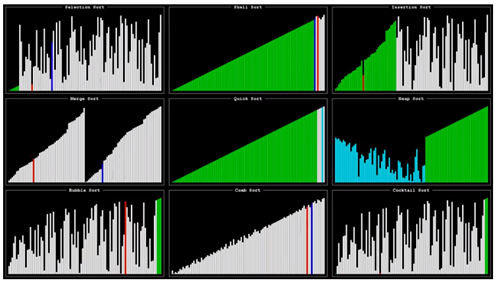 Selection Sort
Shell Sort
Insertion Sort
Merge Sort
Quick Sort
Heap Sort
Bubble Sort
Comb Sort
Cocktail Sort